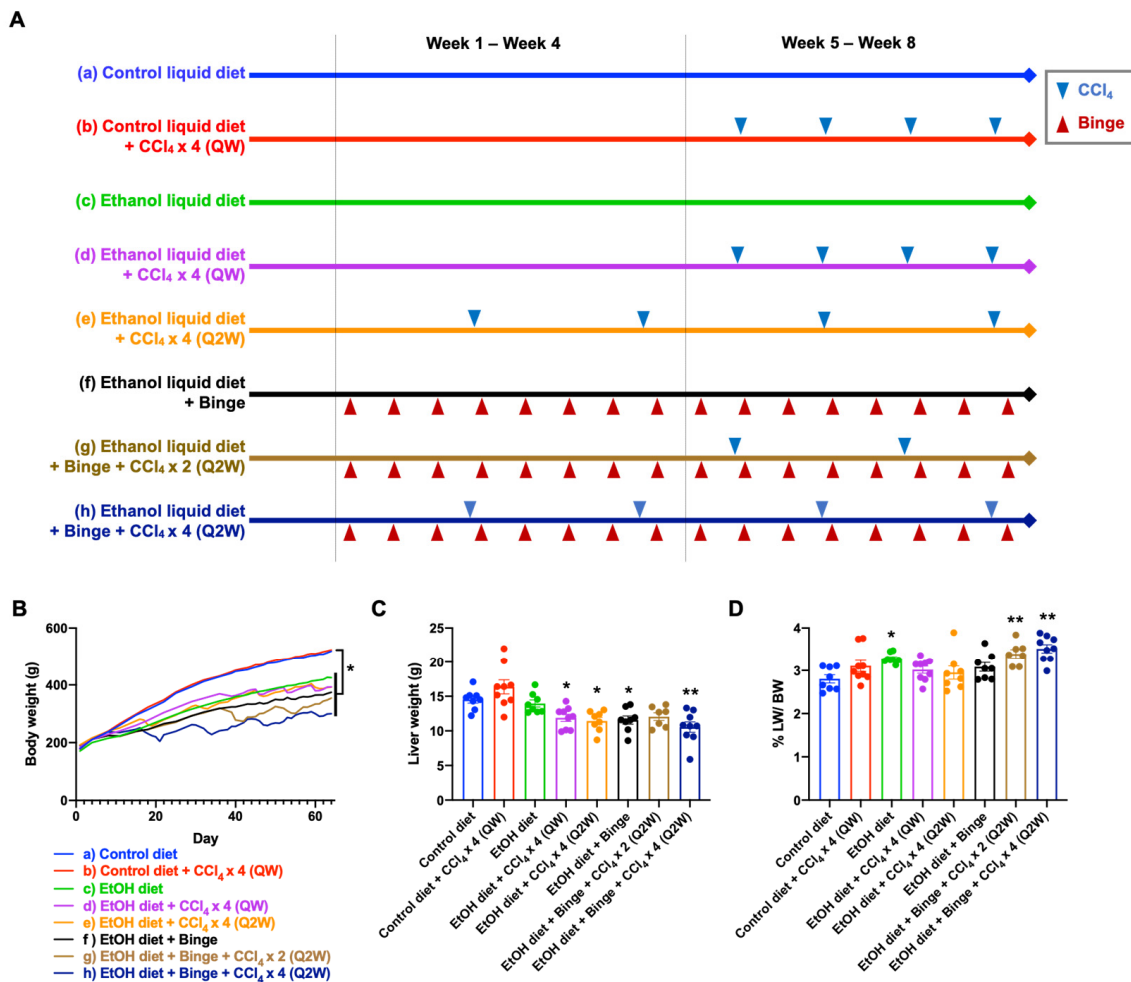 A
Week 1 – Week 4
Week 5 – Week 8
(a) Control liquid diet
CCl₄
Binge
(b) Control liquid diet
+ CCl₄ x 4 (QW)
(c) Ethanol liquid diet
(d) Ethanol liquid diet
+ CCl₄ x 4 (QW)
(e) Ethanol liquid diet
+ CCl₄ x 4 (Q2W)
(f) Ethanol liquid diet
+ Binge
(g) Ethanol liquid diet
+ Binge + CCl₄ x 2 (Q2W)
(h) Ethanol liquid diet
+ Binge + CCl₄ x 4 (Q2W)
B
Body weight (g)
600
400
200
0
0 20 40 60
Day
*
a) Control diet
b) Control diet + CCl₄ x 4 (QW)
c) EtOH diet
d) EtOH diet + CCl₄ x 4 (QW)
e) EtOH diet + CCl₄ x 4 (Q2W)
f) EtOH diet + Binge
g) EtOH diet + Binge + CCl₄ x 2 (Q2W)
h) EtOH diet + Binge + CCl₄ x 4 (Q2W)
C
Liver weight (g)
25
20
15
10
5
0
* * * **
Control diet
Control diet + CCl₄ x 4 (QW)
EtOH diet
EtOH diet + CCl₄ x 4 (QW)
EtOH diet + CCl₄ x 4 (Q2W)
EtOH diet + Binge
EtOH diet + Binge + CCl₄ x 2 (Q2W)
EtOH diet + Binge + CCl₄ x 4 (Q2W)
D
% LW/ BW
4
3
2
1
0
* ** **
Control diet
Control diet + CCl₄ x 4 (QW)
EtOH diet
EtOH diet + CCl₄ x 4 (QW)
EtOH diet + CCl₄ x 4 (Q2W)
EtOH diet + Binge
EtOH diet + Binge + CCl₄ x 2 (Q2W)
EtOH diet + Binge + CCl₄ x 4 (Q2W)